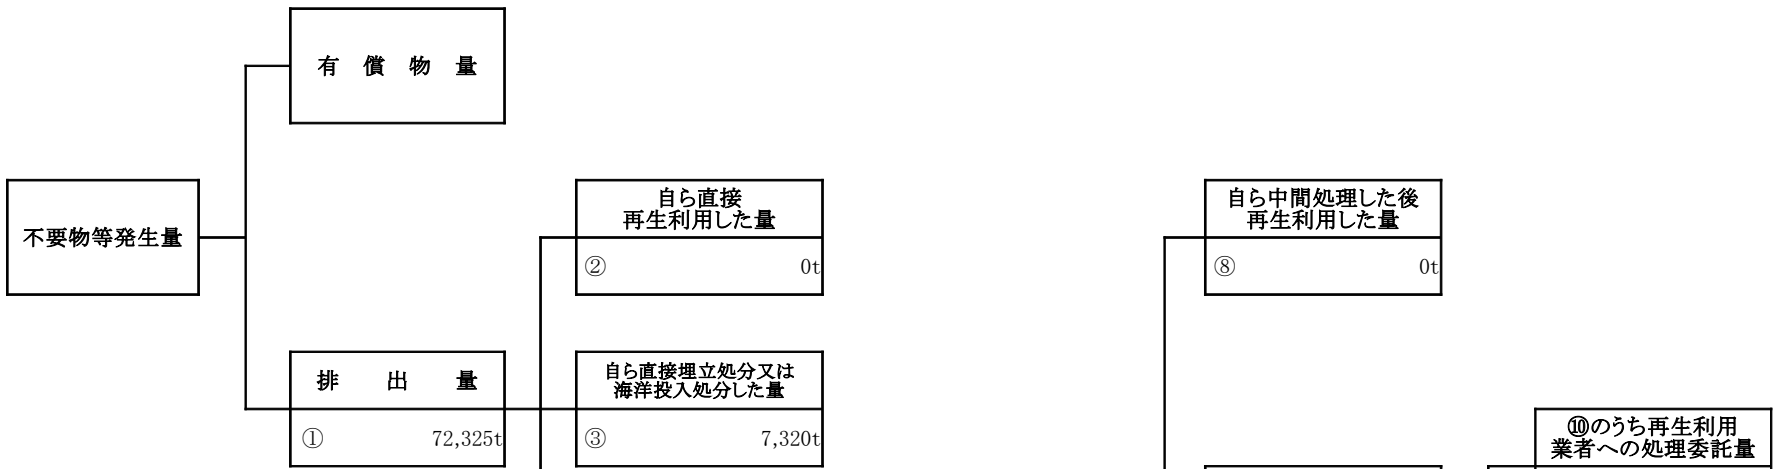 有 償 物 量
不要物等発生量
自ら直接
再生利用した量
② 0t
自ら中間処理した後
再生利用した量
⑧ 0t
排 出 量
① 72,325t
自ら直接埋立処分又は
海洋投入処分した量
③ 7,320t
⑩のうち再生利用
業者への処理委託量